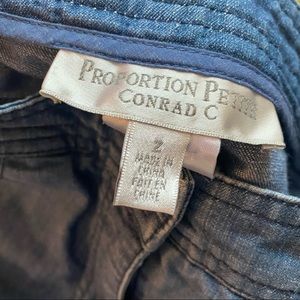 PROPORTION PETITE
CONRAD C
2
MADE IN
CHINA
FAIT EN
CHINE